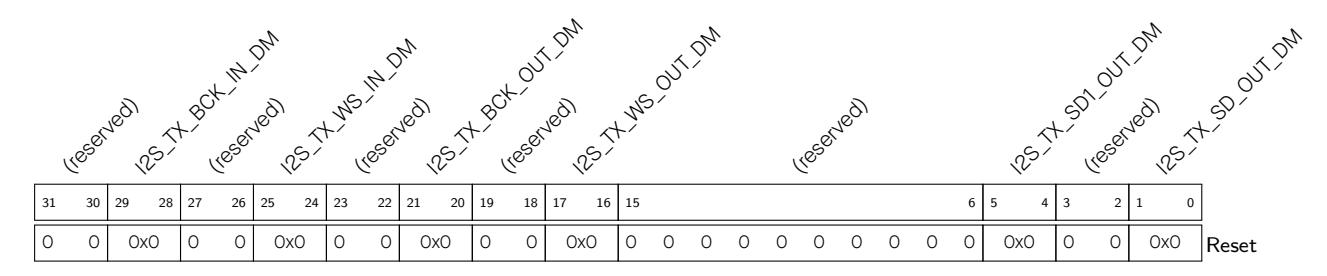 (reserved) I2S_TX_BCK_IN_DM (reserved) I2S_TX_WS_IN_DM (reserved) I2S_TX_BCK_OUT_DM (reserved) I2S_TX_WS_OUT_DM (reserved) I2S_TX_SD1_OUT_DM (reserved) I2S_TX_SD_OUT_DM
31 30 29 28 27 26 25 24 23 22 21 20 19 18 17 16 15 6 5 4 3 2 1 0
0 0 0x0 0 0 0x0 0 0 0x0 0 0 0x0 0 0 0 0 0 0 0 0 0 0 0x0 0 0 0x0 Reset